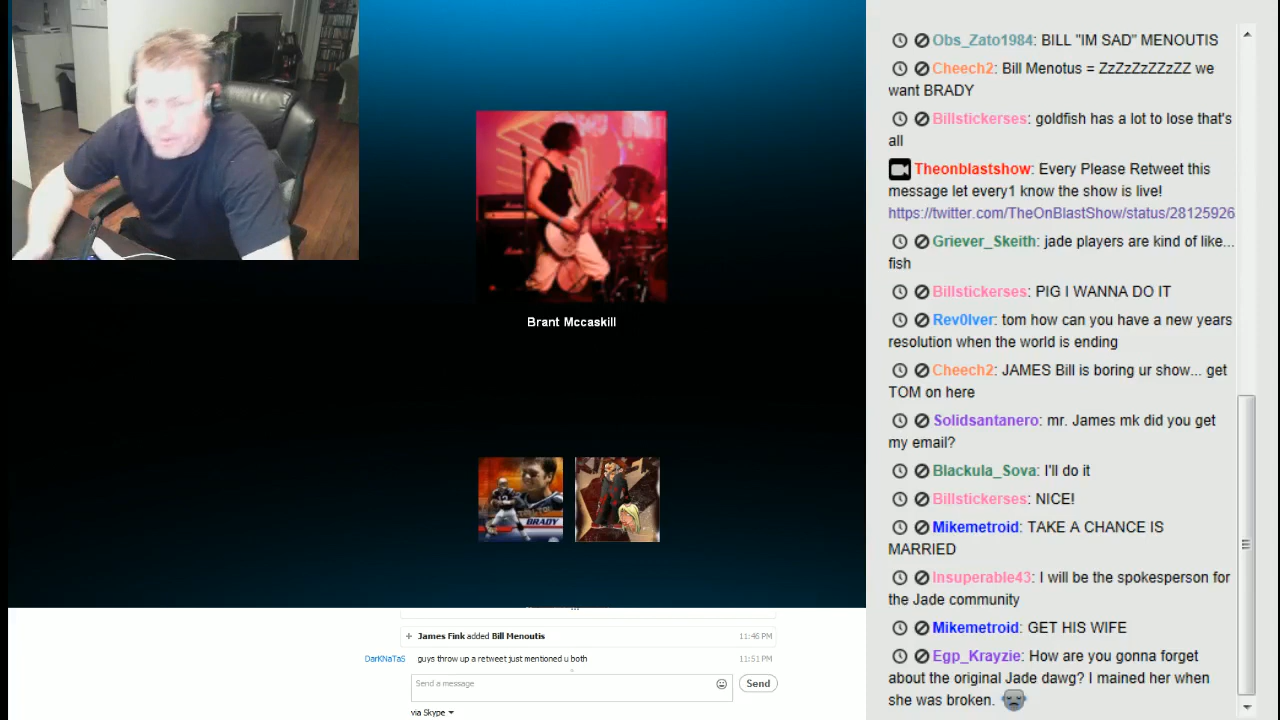 Obs_Zato1984: BILL "IM SAD" MENOUTIS
Cheech2: Bill Menotus = ZzZzZzZZzZZ we
want BRADY
Billstickerses: goldfish has a lot to lose that's
all
Theonblastshow: Every Please Retweet this
message let every1 know the show is live!
https://twitter.com/TheOnBlastShow/status/28125926
Griever_Skeith: jade players are kind of like...
fish
Billstickerses: PIG I WANNA DO IT
Rev0lver: tom how can you have a new years
resolution when the world is ending
Cheech2: JAMES Bill is boring ur show... get
TOM on here
Solidsantanero: mr. James mk did you get
my email?
Blackula_Sova: I'll do it
Billstickerses: NICE!
Mikemetroid: TAKE A CHANCE IS
MARRIED
Insuperable43: I will be the spokesperson for
the Jade community
Mikemetroid: GET HIS WIFE
Egp_Krayzie: How are you gonna forget
about the original Jade dawg? I mained her when
she was broken.
Brant Mccaskill
BRADY
James Fink added Bill Menoutis 11:46 PM
DarKNaTaS guys throw up a retweet just mentioned u both 11:51 PM
Send a message
Send
via Skype